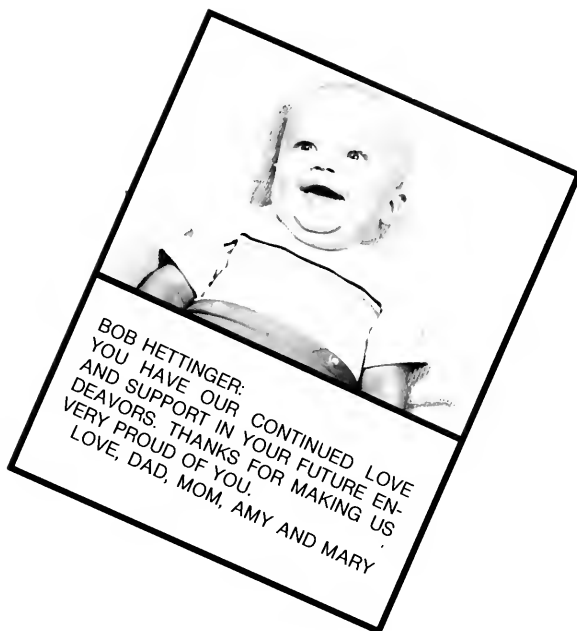 BOB HETTINGER:
YOU HAVE OUR CONTINUED LOVE
AND SUPPORT IN YOUR FUTURE EN-
DEAVORS. THANKS FOR MAKING US
VERY PROUD OF YOU.
LOVE, DAD, MOM, AMY AND MARY